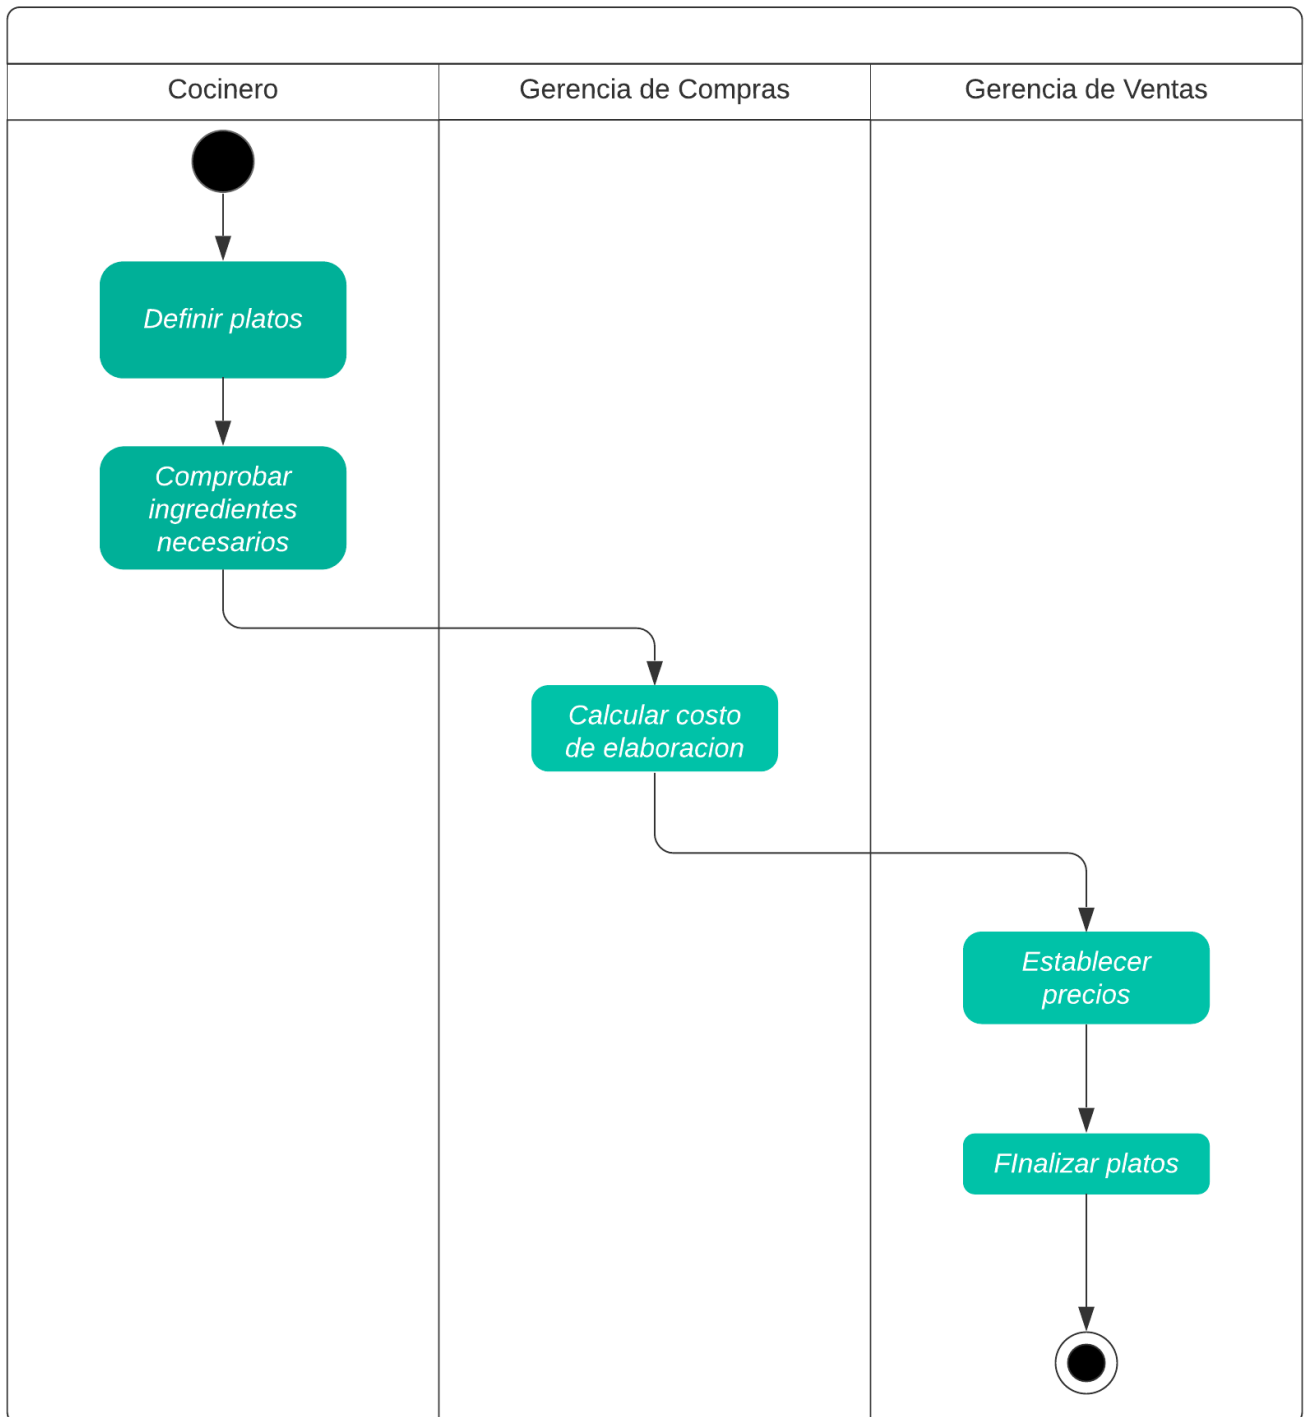 Cocinero
Gerencia de Compras
Gerencia de Ventas
Definir platos
Comprobar
ingredientes
necesarios
Calcular costo
de elaboracion
Establecer
precios
FInalizar platos